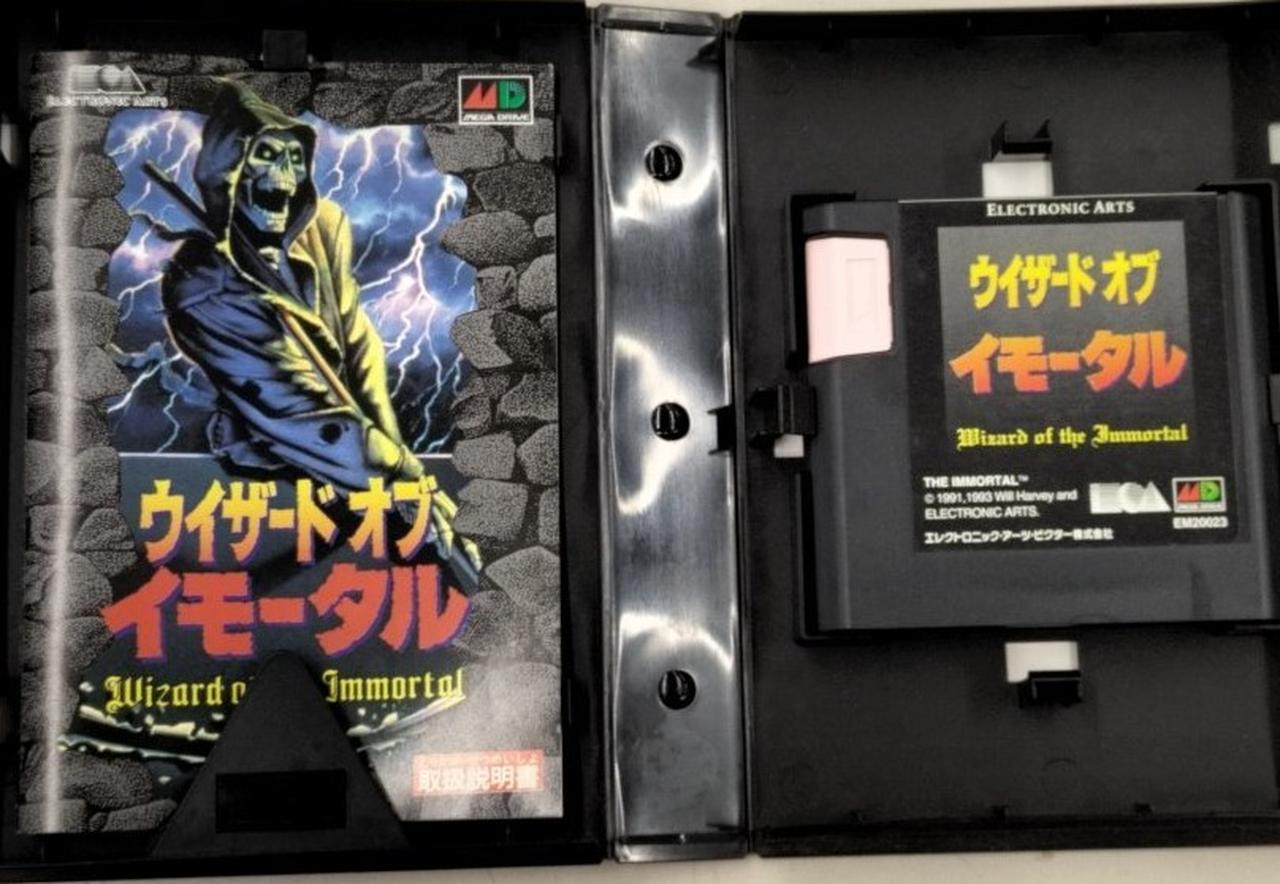 ELECTRONIC ARTS
MEGA DRIVE
ウイザード オブ
イモータル
Wizard of Immortal
取扱説明書
ELECTRONIC ARTS
ウイザード オブ
イモータル
Wizard of the Immortal
THE IMMORTAL™
© 1991,1993 Will Harvey and
ELECTRONIC ARTS.
エレクトロニック・アーツ・ビクター株式会社
EM20023